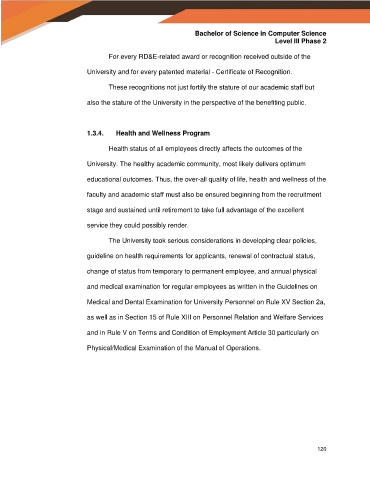 Bachelor of Science in Computer Science
Level III Phase 2
For every RD&E-related award or recognition received outside of the
University and for every patented material - Certificate of Recognition.
These recognitions not just fortify the stature of our academic staff but
also the stature of the University in the perspective of the benefiting public.
1.3.4. Health and Wellness Program
Health status of all employees directly affects the outcomes of the
University. The healthy academic community, most likely delivers optimum
educational outcomes. Thus, the over-all quality of life, health and wellness of the
faculty and academic staff must also be ensured beginning from the recruitment
stage and sustained until retirement to take full advantage of the excellent
service they could possibly render.
The University took serious considerations in developing clear policies,
guideline on health requirements for applicants, renewal of contractual status,
change of status from temporary to permanent employee, and annual physical
and medical examination for regular employees as written in the Guidelines on
Medical and Dental Examination for University Personnel on Rule XV Section 2a,
as well as in Section 15 of Rule XIII on Personnel Relation and Welfare Services
and in Rule V on Terms and Condition of Employment Article 30 particularly on
Physical/Medical Examination of the Manual of Operations.
120